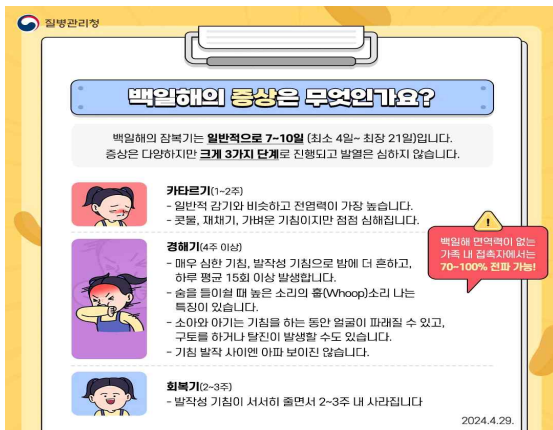 질병관리청
백일해의 증상은 무엇인가요?
백일해의 잠복기는 일반적으로 7~10일 (최소 4일~ 최장 21일)입니다.
증상은 다양하지만 크게 3가지 단계로 진행되고 발열은 심하지 않습니다.
카타르기(1~2주)
- 일반적 감기와 비슷하고 전염력이 가장 높습니다.
- 콧물, 재채기, 가벼운 기침이지만 점점 심해집니다.
경해기(4주 이상)
- 매우 심한 기침, 발작성 기침으로 밤에 더 흔하고,
하루 평균 15회 이상 발생합니다.
- 숨을 들이쉴 때 높은 소리의 흡(Whoop)소리 나는
특징이 있습니다.
- 소아와 아기는 기침을 하는 동안 얼굴이 파래질 수 있고,
구토를 하거나 탈진이 발생할 수도 있습니다.
- 기침 발작 사이엔 아파 보이진 않습니다.
백일해 면역력이 없는
가족 내 접촉자에서는
70~100% 전파 가능!
회복기(2~3주)
- 발작성 기침이 서서히 줄면서 2~3주 내 사라집니다
2024.4.29.